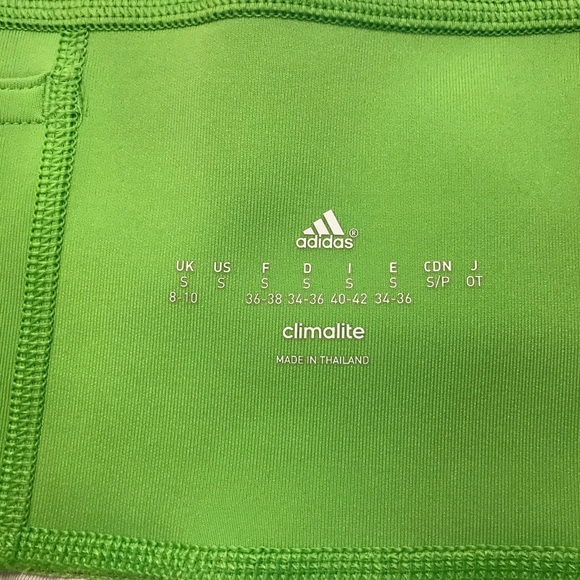 adidas®
UK US F D I E CDN J
S S S S S S S/P OT
8-10 36-38 34-36 40-42 34-36
climalite
MADE IN THAILAND